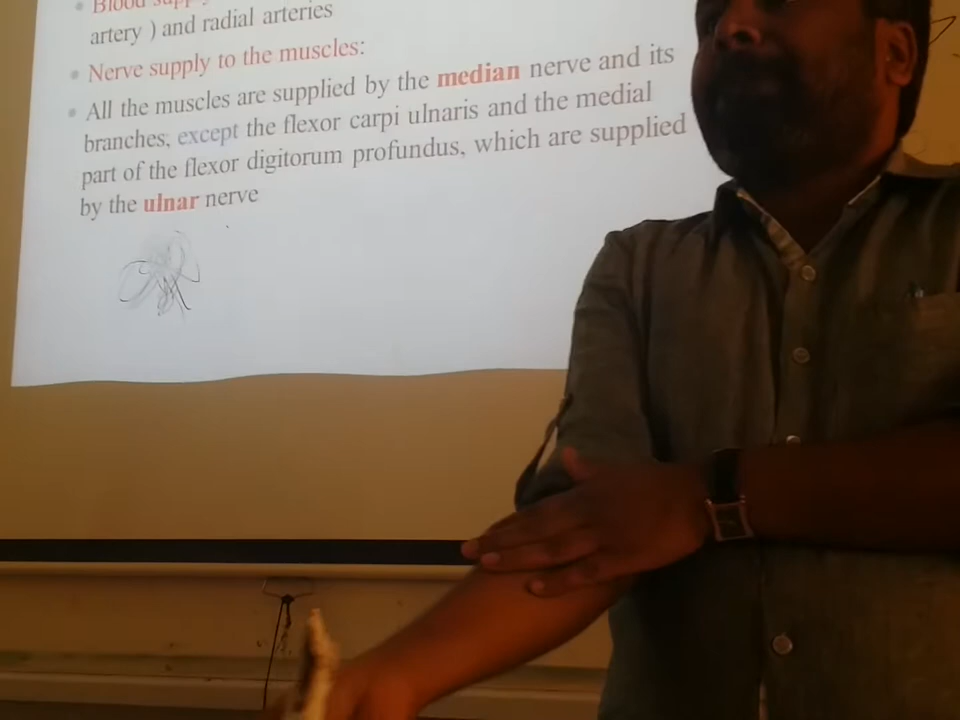 Blood supp
artery ) and radial arteries
Nerve supply to the muscles:
All the muscles are supplied by the median nerve and its
branches, except the flexor carpi ulnaris and the medial
part of the flexor digitorum profundus, which are supplied
by the ulnar nerve